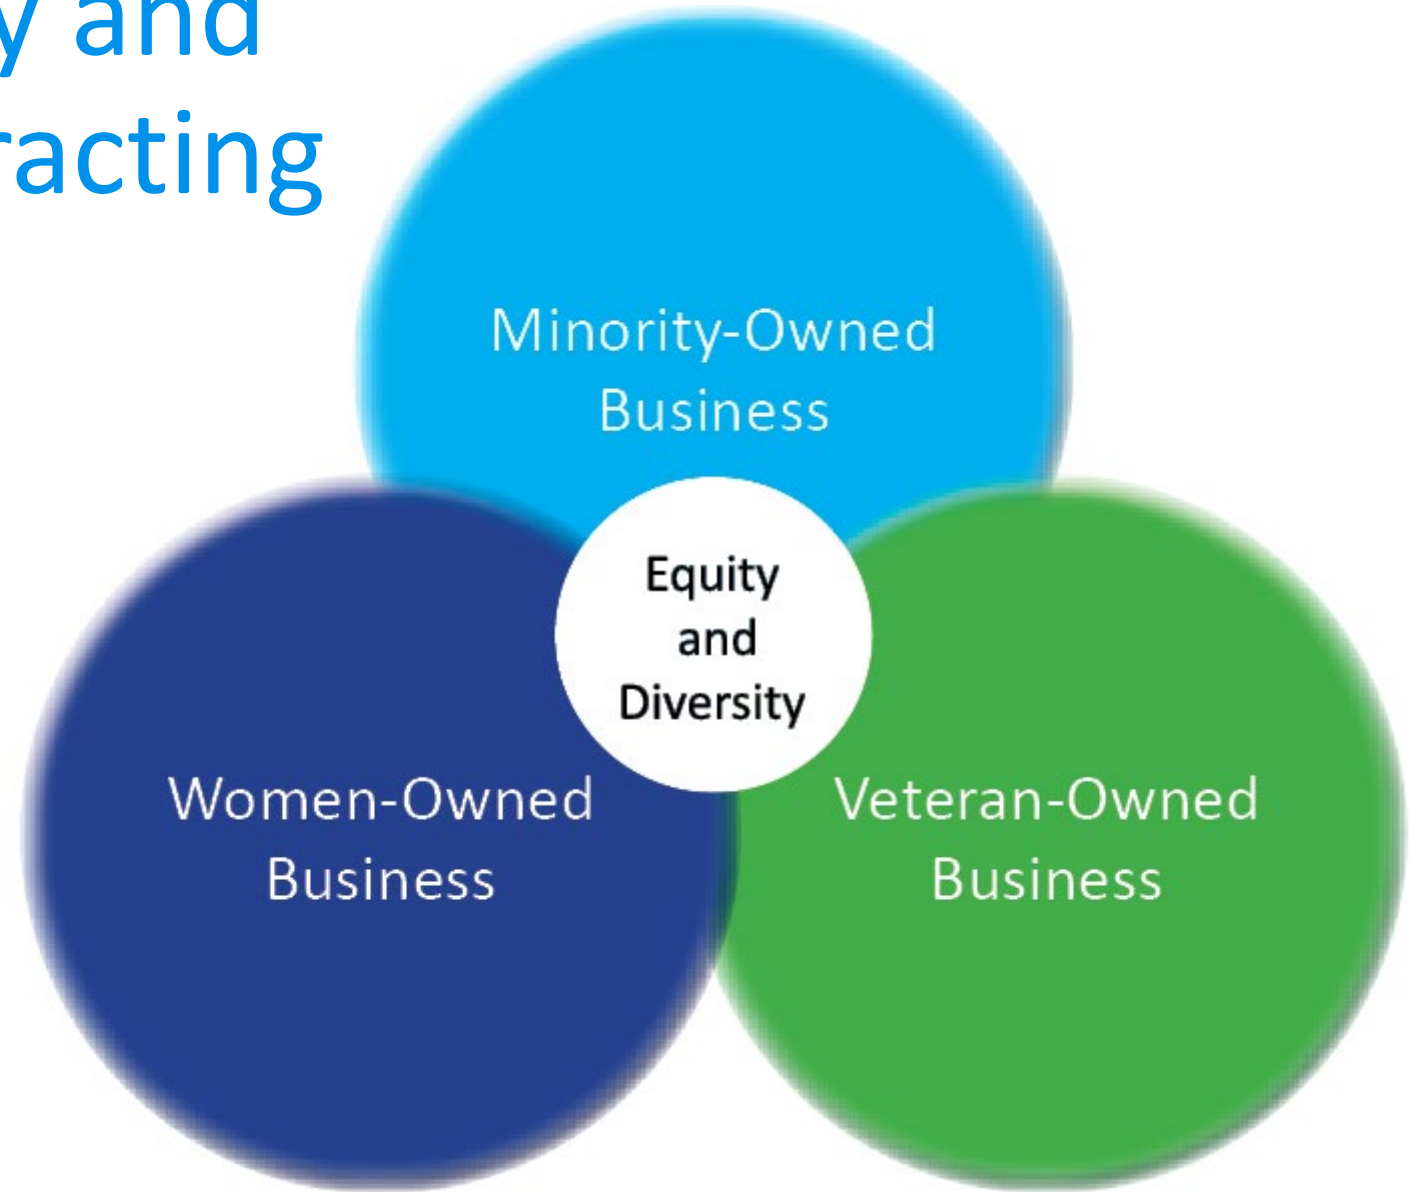 y and
racting
Minority-Owned
Business
Equity
and
Diversity
Women-Owned
Business
Veteran-Owned
Business